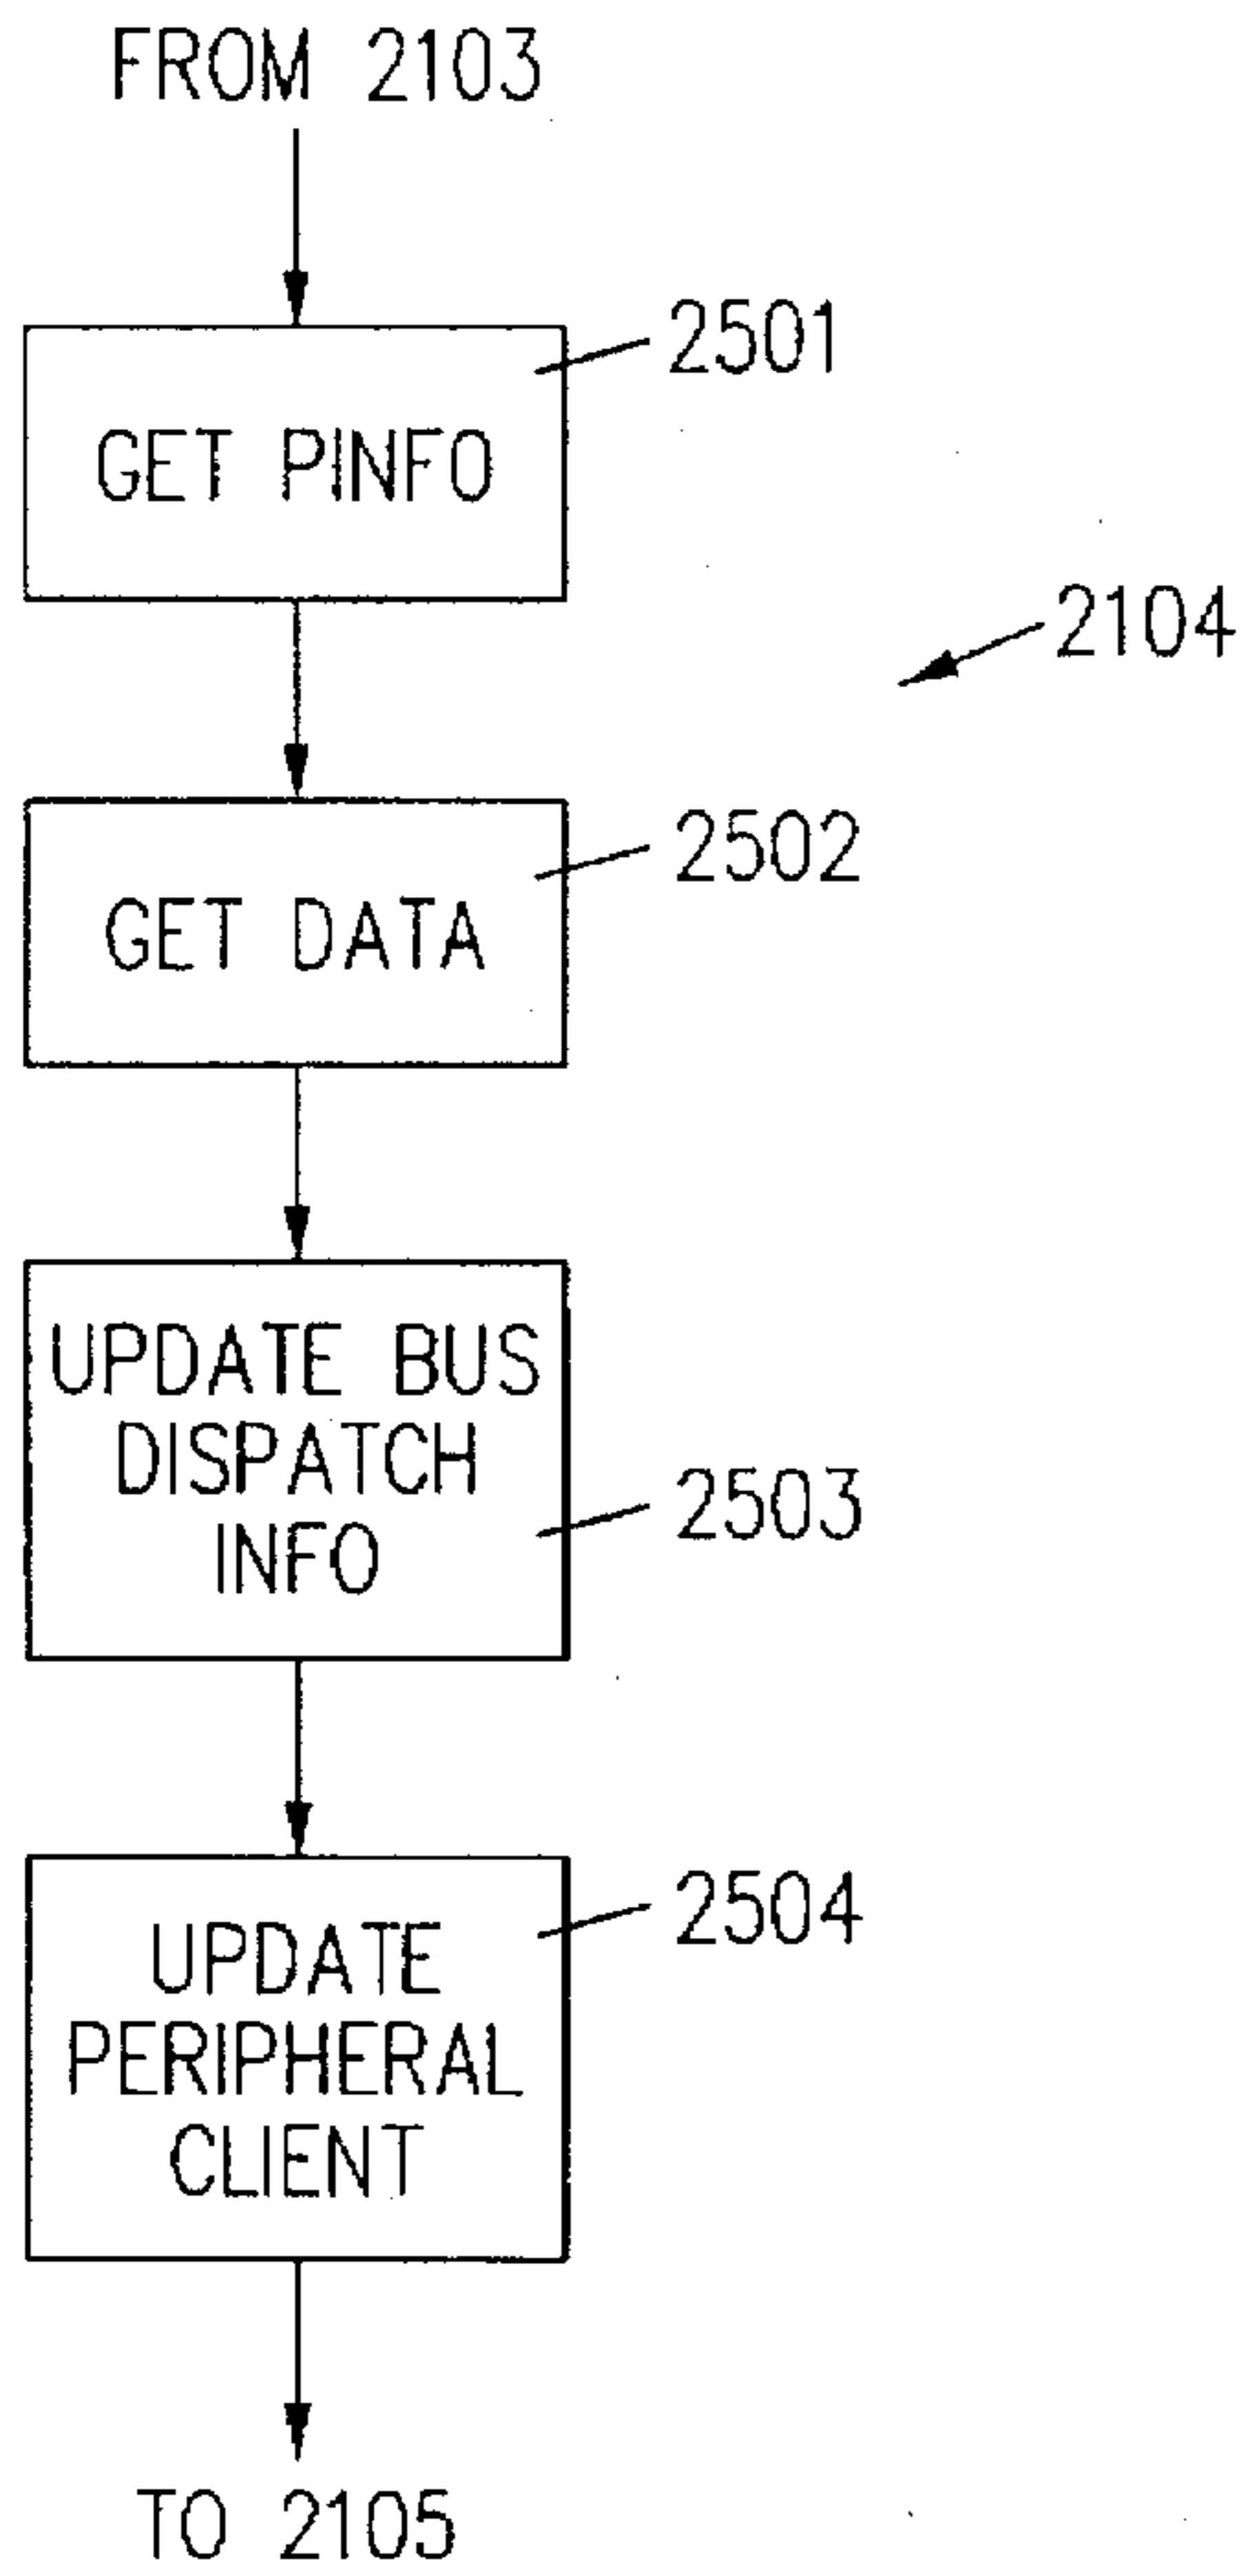 FROM 2103
2501
GET PINFO
2104
2502
GET DATA
UPDATE BUS
DISPATCH
INFO
2503
2504
UPDATE
PERIPHERAL
CLIENT
TO 2105